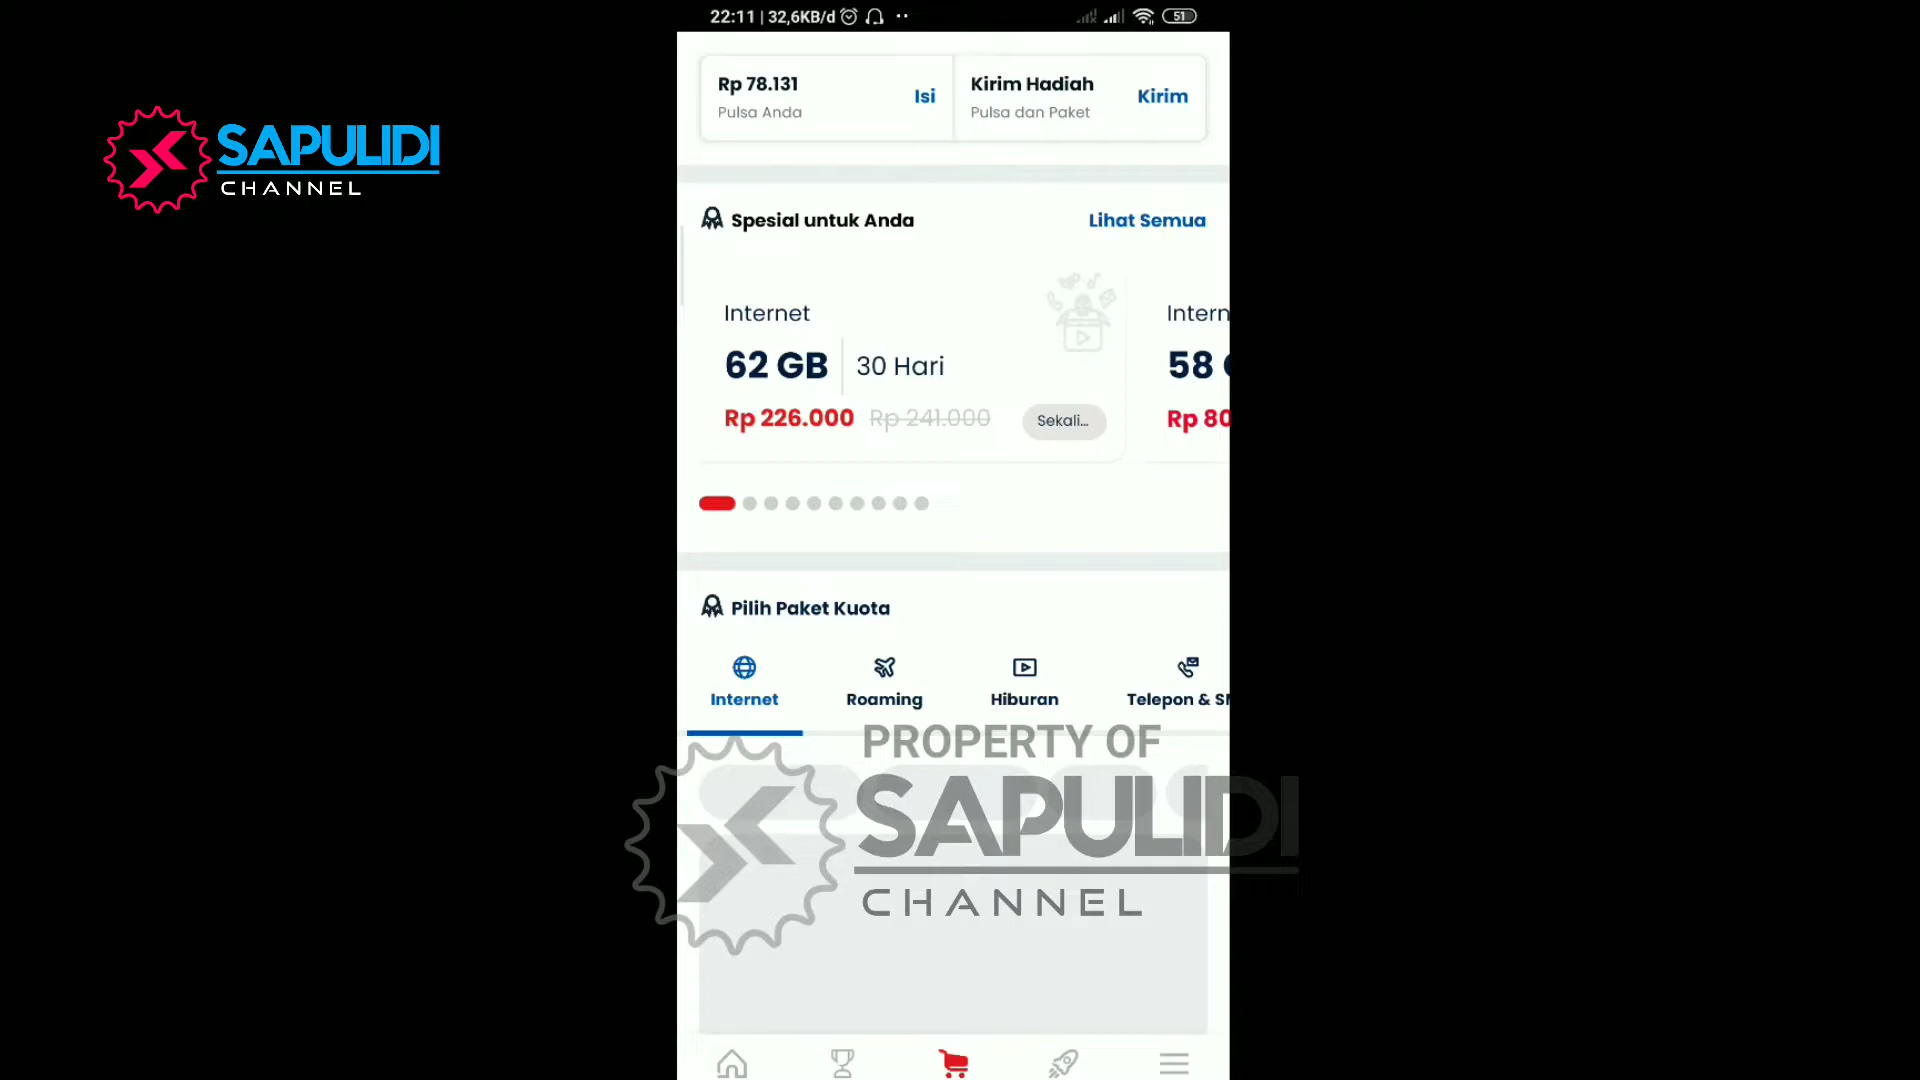 22:11 | 32,6KB/d
51
SAPULIDI
CHANNEL
Rp 78.131
Pulsa Anda
Isi
Kirim Hadiah
Pulsa dan Paket
Kirim
Spesial untuk Anda
Lihat Semua
Internet
62 GB
30 Hari
Rp 226.000
Rp 241.000
Sekali...
Intern
58 G
Rp 80
Pilih Paket Kuota
Internet
Roaming
Hiburan
Telepon & SM
PROPERTY OF
SAPULIDI
CHANNEL